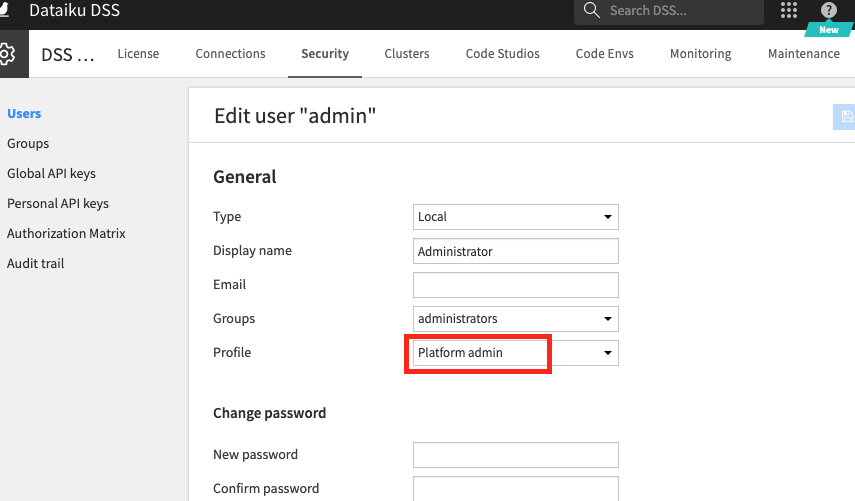 Dataiku DSS
Search DSS...
?
New
DSS ...
License
Connections
Security
Clusters
Code Studios
Code Envs
Monitoring
Maintenance
Users
Groups
Global API keys
Personal API keys
Authorization Matrix
Audit trail
Edit user "admin"
General
Type
Local
Display name
Administrator
Email
Groups
administrators
Profile
Platform admin
Change password
New password
Confirm password